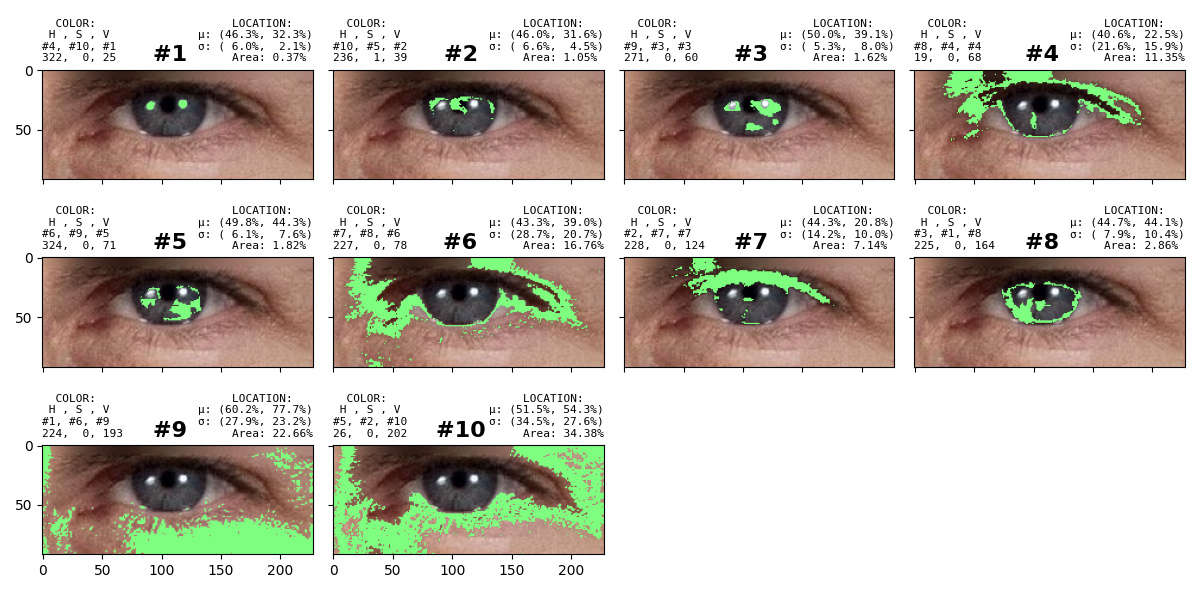 COLOR: LOCATION:
H , S , V μ: (46.3%, 32.3%)
#4, #10, #1 σ: ( 6.0%, 2.1%)
322, 0, 25 #1 Area: 0.37%
COLOR: LOCATION:
H , S , V μ: (46.0%, 31.6%)
#10, #5, #2 σ: ( 6.6%, 4.5%)
236, 1, 39 #2 Area: 1.05%
COLOR: LOCATION:
H , S , V μ: (50.0%, 39.1%)
#9, #3, #3 σ: ( 5.3%, 8.0%)
271, 0, 60 #3 Area: 1.62%
COLOR: LOCATION:
H , S , V μ: (40.6%, 22.5%)
#8, #4, #4 σ: (21.6%, 15.9%)
19, 0, 68 #4 Area: 11.35%
0
50
COLOR: LOCATION:
H , S , V μ: (49.8%, 44.3%)
#6, #9, #5 σ: ( 6.1%, 7.6%)
324, 0, 71 #5 Area: 1.82%
COLOR: LOCATION:
H , S , V μ: (43.3%, 39.0%)
#7, #8, #6 σ: (28.7%, 20.7%)
227, 0, 78 #6 Area: 16.76%
COLOR: LOCATION:
H , S , V μ: (44.3%, 20.8%)
#2, #7, #7 σ: (14.2%, 10.0%)
228, 0, 124 #7 Area: 7.14%
COLOR: LOCATION:
H , S , V μ: (44.7%, 44.1%)
#3, #1, #8 σ: ( 7.9%, 10.4%)
225, 0, 164 #8 Area: 2.86%
0
50
COLOR: LOCATION:
H , S , V μ: (60.2%, 77.7%)
#1, #6, #9 σ: (27.9%, 23.2%)
224, 0, 193 #9 Area: 22.66%
COLOR: LOCATION:
H , S , V μ: (51.5%, 54.3%)
#5, #2, #10 σ: (34.5%, 27.6%)
26, 0, 202 #10 Area: 34.38%
0
50
0 50 100 150 200
0 50 100 150 200